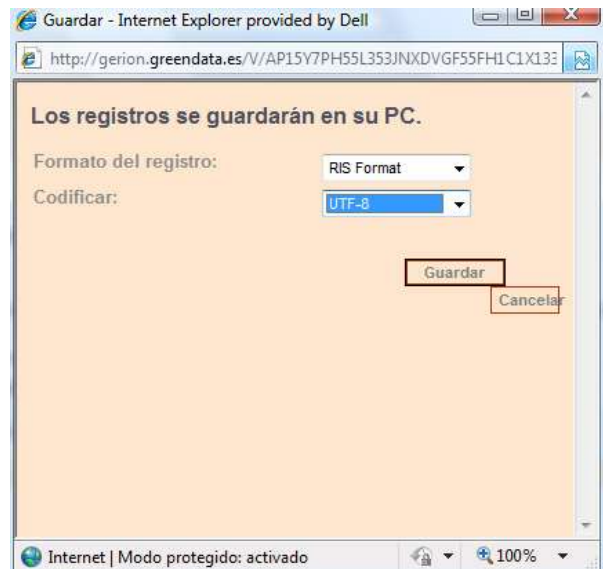 Guardar - Internet Explorer provided by Dell
http://gerion.greendata.es/V/AP15Y7PH55L353JNXDVGF55FH1C1X133
Los registros se guardarán en su PC.
Formato del registro: RIS Format
Codificar: UTF-8
Guardar
Cancelar
Internet | Modo protegido: activado 100%